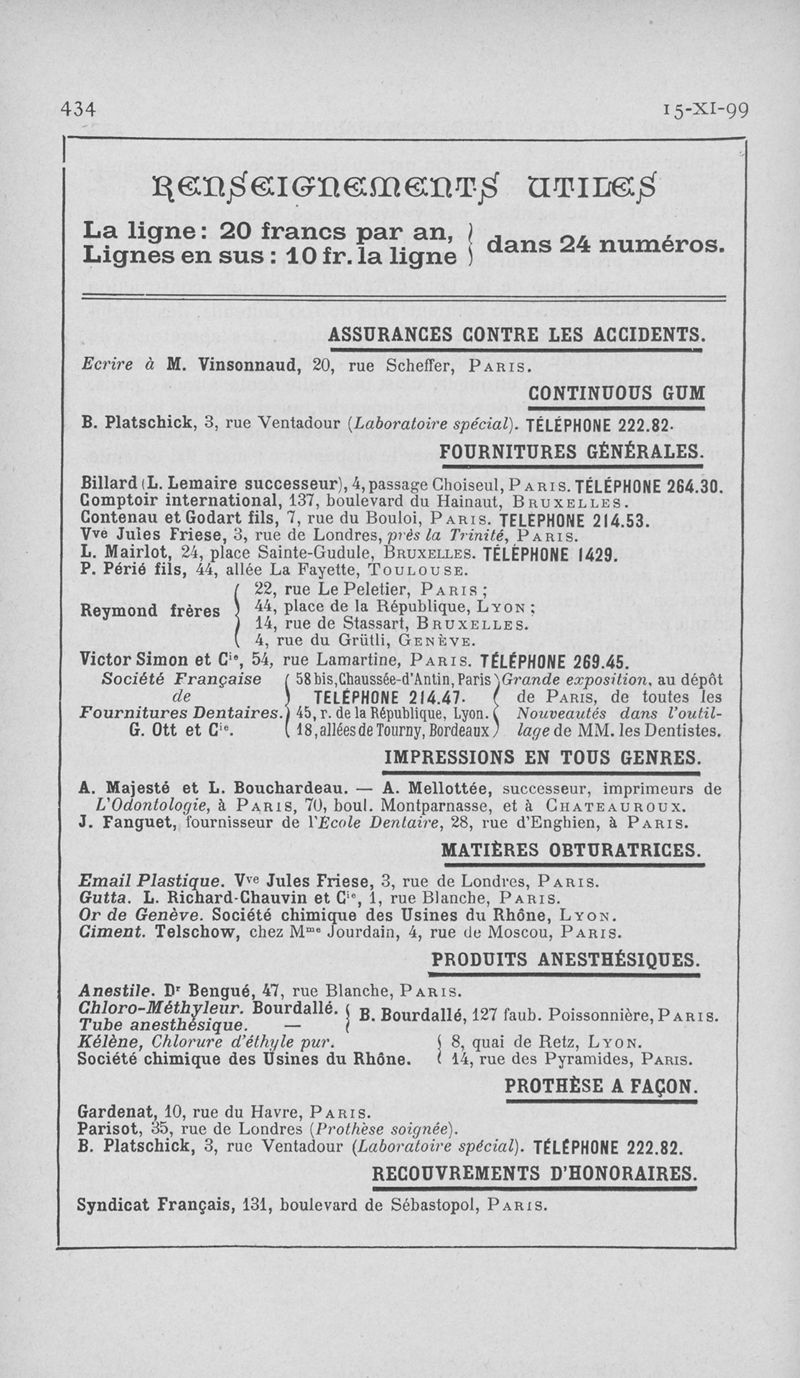 434 15-XI-99
Renseignements utiles
La ligne: 20 francs par an,
Lignes en sus : 10 fr. la ligne } dans 24 numéros.
ASSURANCES CONTRE LES ACCIDENTS.
Ecrire à M. Vinsonnaud, 20, rue Scheffer, PARIS.
CONTINUOUS GUM
B. Platschick, 3, rue Ventadour (Laboratoire spécial). TÉLÉPHONE 222.82.
FOURNITURES GÉNÉRALES.
Billard (L. Lemaire successeur), 4, passage Choiseul, PARIS. TÉLÉPHONE 264.30.
Comptoir international, 137, boulevard du Hainaut, BRUXELLES.
Contenau et Godart fils, 7, rue du Bouloi, PARIS. TELEPHONE 214.53.
Vve Jules Friese, 3, rue de Londres, près la Trinité, PARIS.
L. Mairlot, 24, place Sainte-Gudule, BRUXELLES. TÉLÉPHONE 1429.
P. Périé fils, 44, allée La Fayette, TOULOUSE.
Reymond frères { 22, rue Le Peletier, PARIS ;
44, place de la République, LYON ;
14, rue de Stassart, BRUXELLES.
4, rue du Grütli, GENÈVE.
Victor Simon et Cie, 54, rue Lamartine, PARIS. TÉLÉPHONE 269.45.
Société Française { 58 bis, Chaussée-d'Antin, Paris } Grande exposition, au dépôt
de TELÉPHONE 214.47. de PARIS, de toutes les
Fournitures Dentaires. 45, r. de la République, Lyon. Nouveautés dans l'outil-
G. Ott et Cie. 18, allées de Tourny, Bordeaux lage de MM. les Dentistes.
IMPRESSIONS EN TOUS GENRES.
A. Majesté et L. Bouchardeau. — A. Mellottée, successeur, imprimeurs de
L'Odontologie, à PARIS, 70, boul. Montparnasse, et à CHATEAUROUX.
J. Fanguet, fournisseur de l'Ecole Dentaire, 28, rue d'Enghien, à PARIS.
MATIÈRES OBTURATRICES.
Email Plastique. Vve Jules Friese, 3, rue de Londres, PARIS.
Gutta. L. Richard-Chauvin et Cie, 1, rue Blanche, PARIS.
Or de Genève. Société chimique des Usines du Rhône, LYON.
Ciment. Telschow, chez Mme Jourdain, 4, rue de Moscou, PARIS.
PRODUITS ANESTHÉSIQUES.
Anestile. Dr Bengué, 47, rue Blanche, PARIS.
Chloro-Méthyleur. Bourdallé. { B. Bourdallé, 127 faub. Poissonnière, PARIS.
Tube anesthésique. —
Kélène, Chlorure d'éthyle pur. { 8, quai de Retz, LYON.
Société chimique des Usines du Rhône. 14, rue des Pyramides, PARIS.
PROTHÈSE A FAÇON.
Gardenat, 10, rue du Havre, PARIS.
Parisot, 35, rue de Londres (Prothèse soignée).
B. Platschick, 3, rue Ventadour (Laboratoire spécial). TÉLÉPHONE 222.82.
RECOUVREMENTS D'HONORAIRES.
Syndicat Français, 131, boulevard de Sébastopol, PARIS.